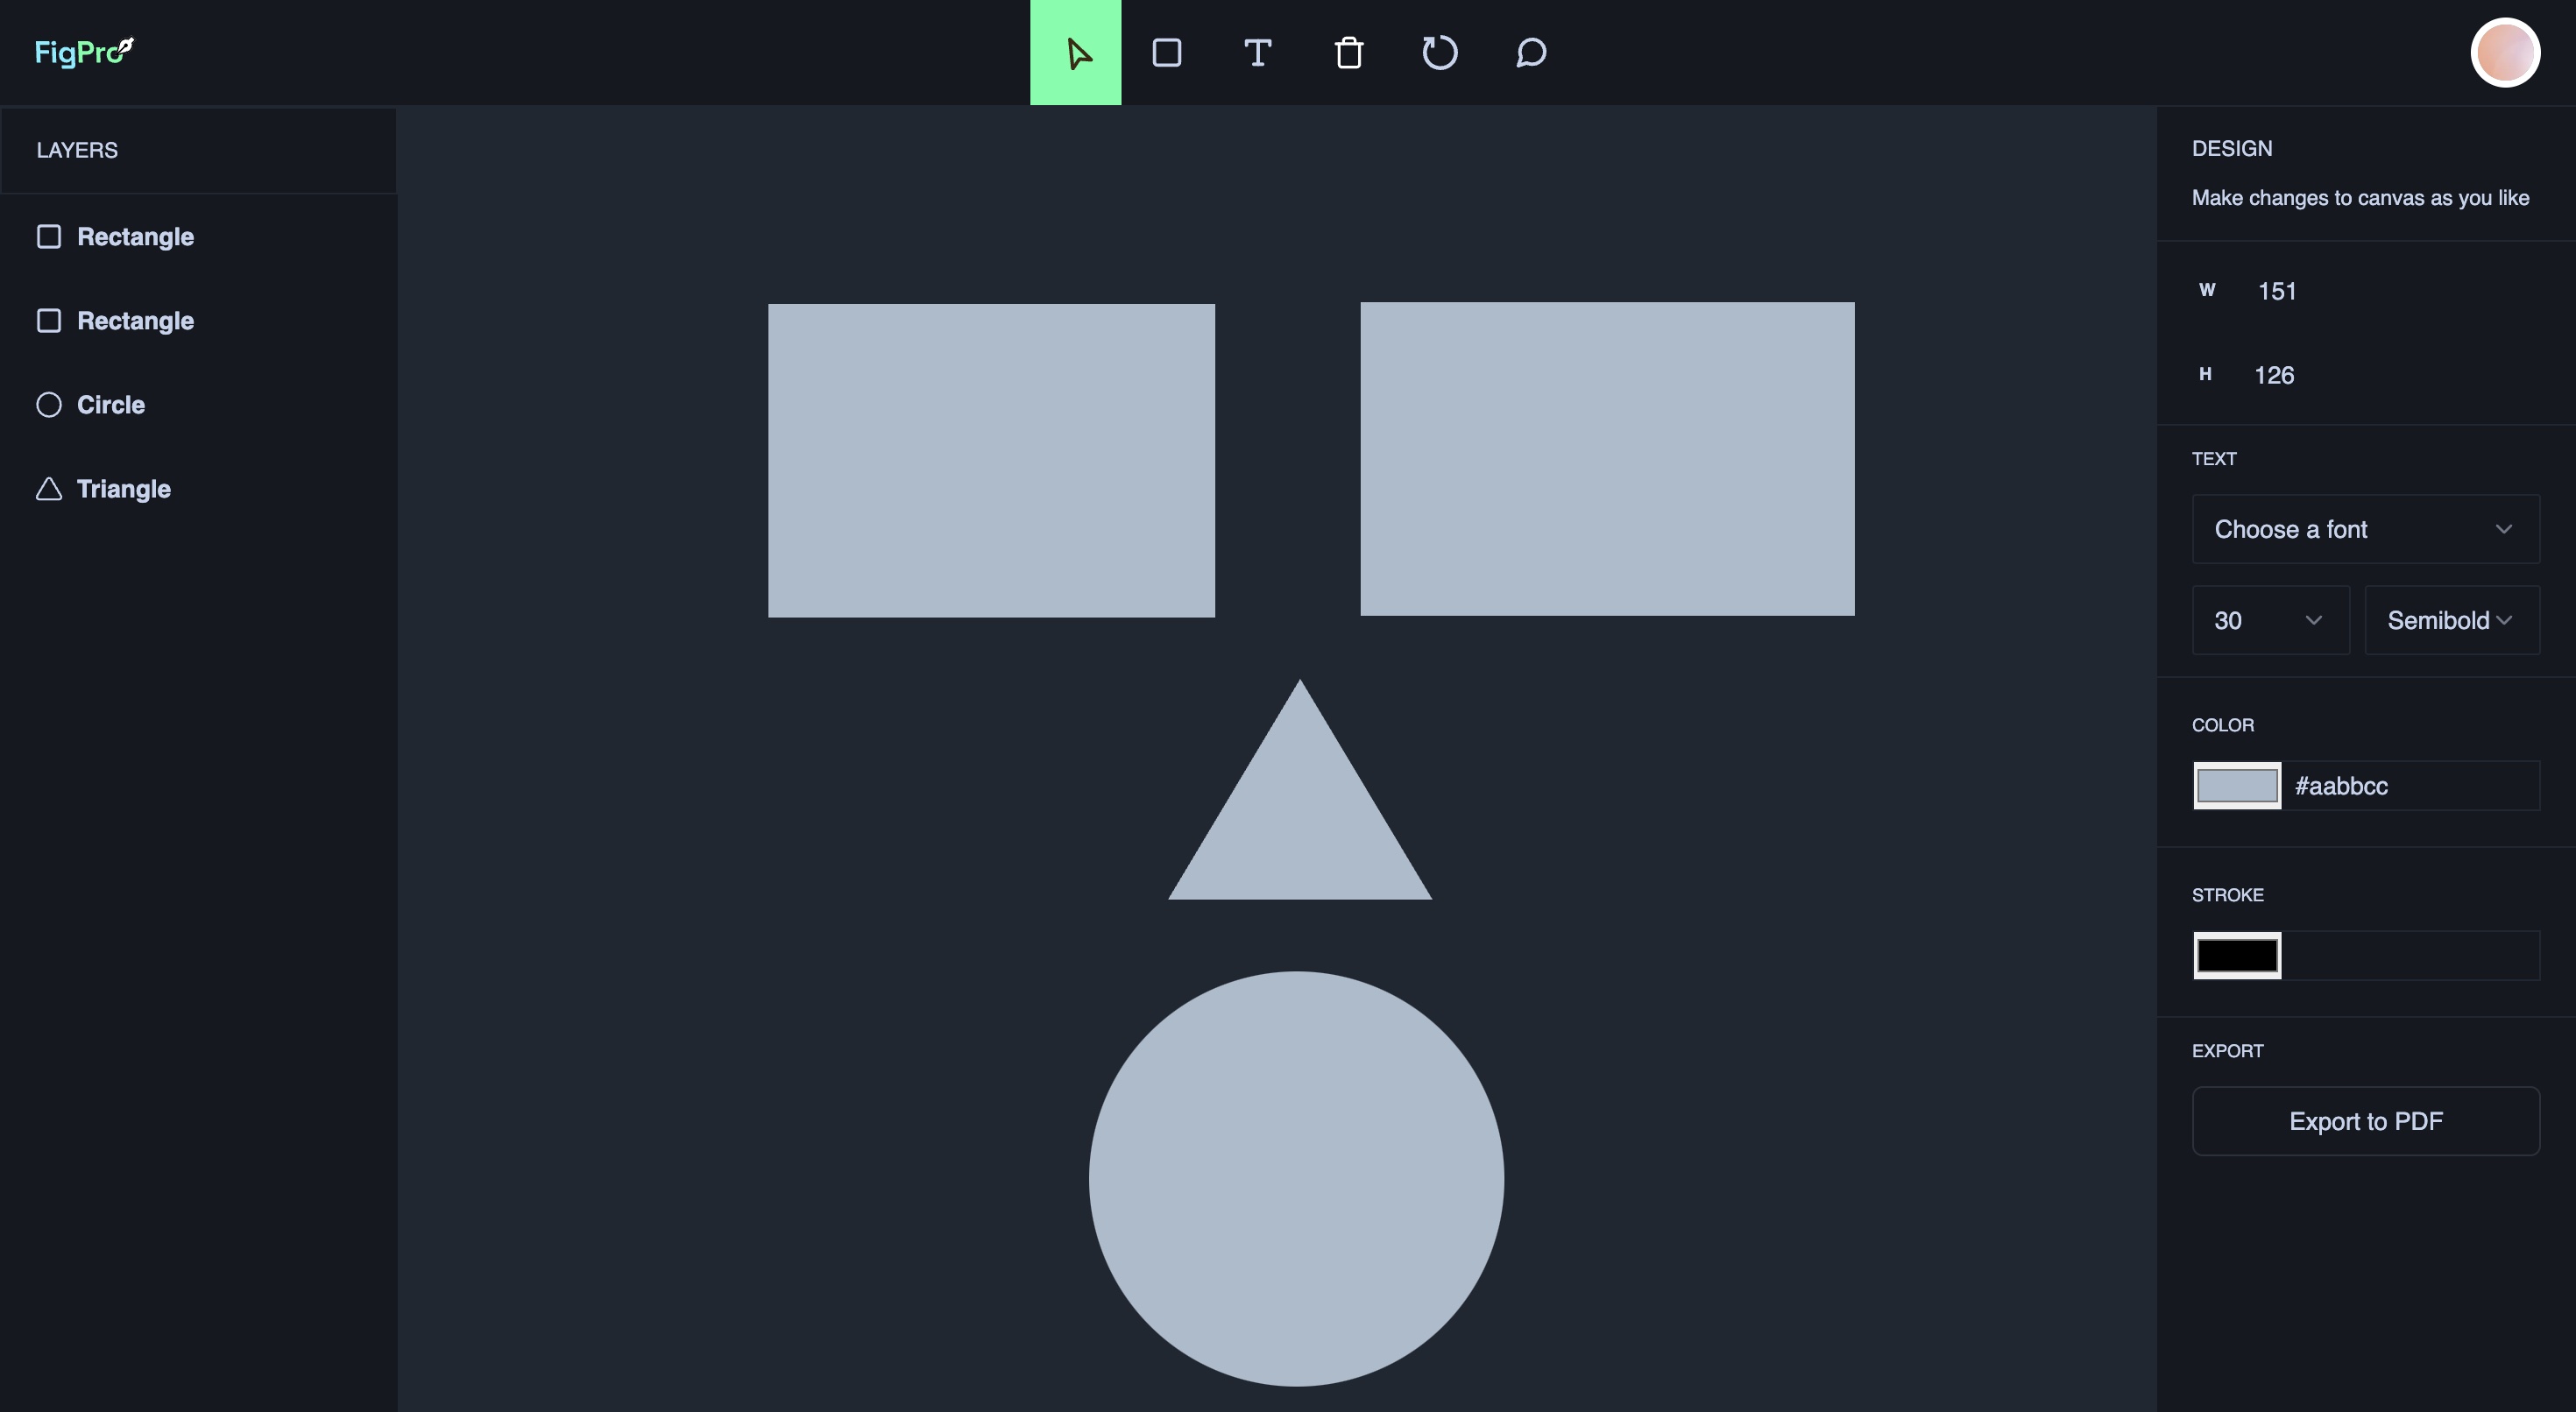 FigPro
LAYERS
Rectangle
Rectangle
Circle
Triangle
DESIGN
Make changes to canvas as you like
W 151
H 126
TEXT
Choose a font
30 Semibold
COLOR
#aabbcc
STROKE
EXPORT
Export to PDF